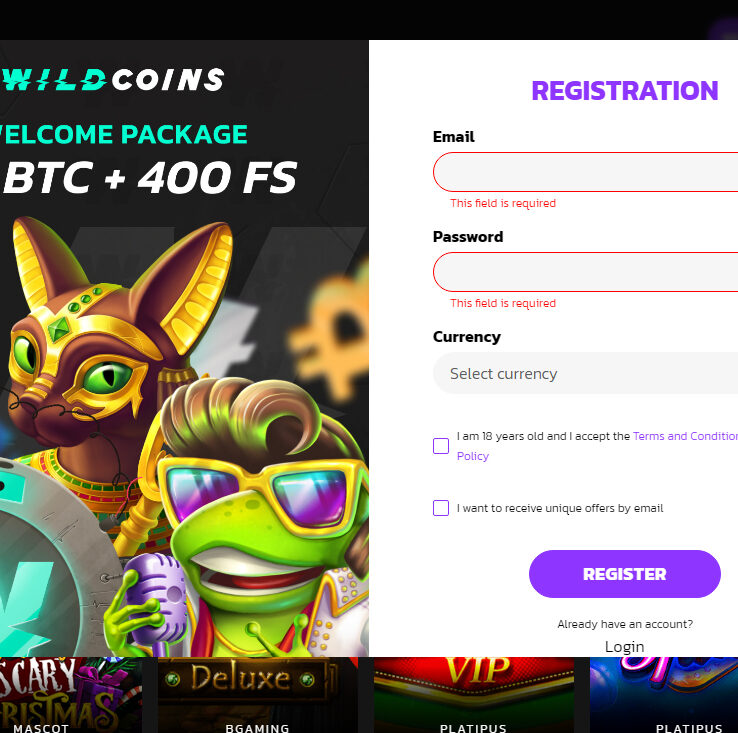 WILDCOINS
ELCOME PACKAGE
BTC + 400 FS
REGISTRATION
Email
This field is required
Password
This field is required
Currency
Select currency
I am 18 years old and I accept the Terms and Condition
Policy
I want to receive unique offers by email
REGISTER
Already have an account?
Login
SCARY
Deluxe
VIP
MASCOT
BGAMING
PLATIPUS
PLATIPUS